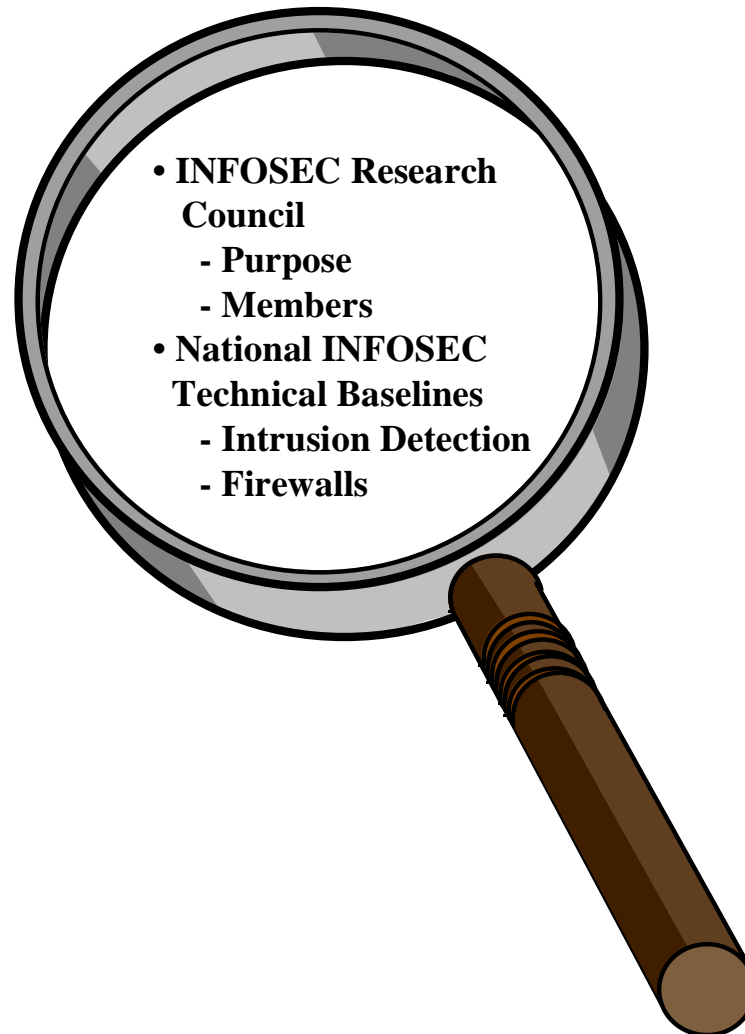 • INFOSEC Research
Council
- Purpose
- Members
• National INFOSEC
Technical Baselines
- Intrusion Detection
- Firewalls